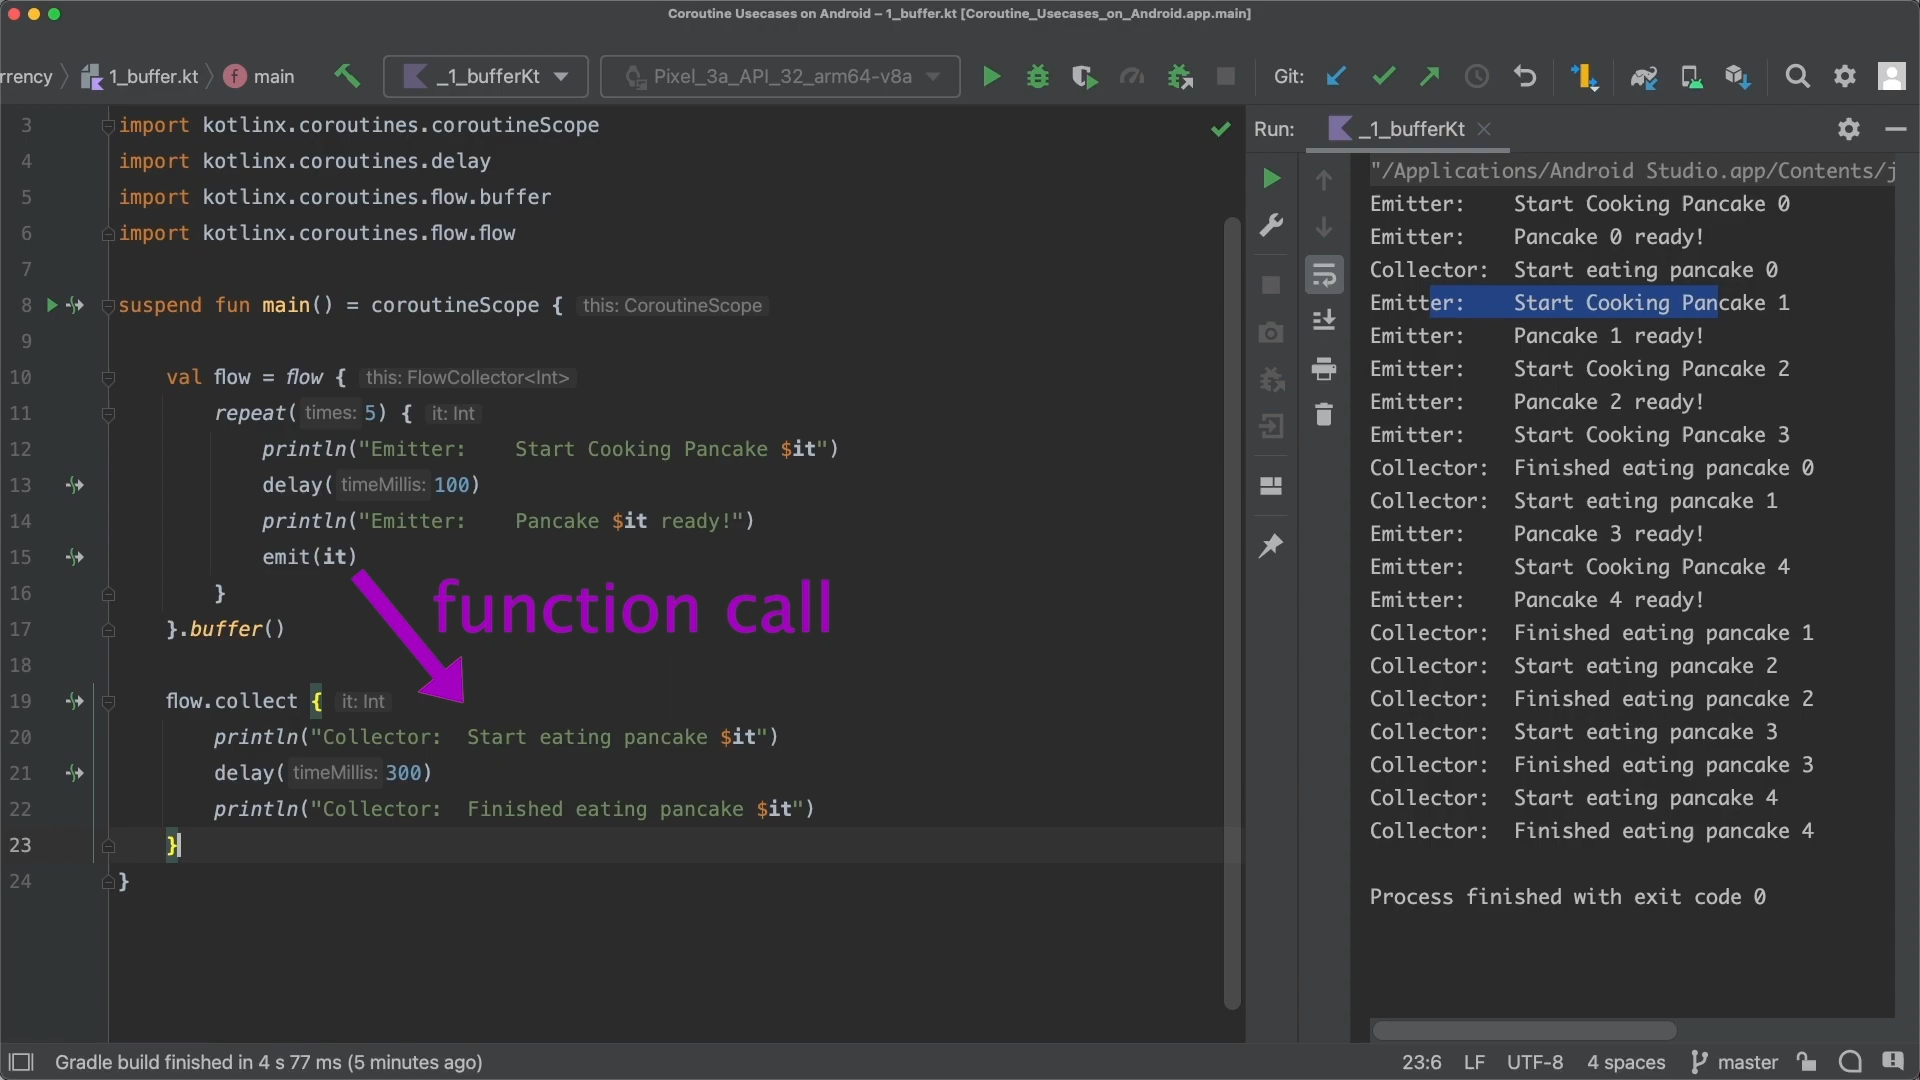 Coroutine Usecases on Android – 1_buffer.kt [Coroutine_Usecases_on_Android.app.main]
rrency 1_buffer.kt f main _1_bufferKt Pixel_3a_API_32_arm64-v8a Git:
3 import kotlinx.coroutines.coroutineScope
4 import kotlinx.coroutines.delay
5 import kotlinx.coroutines.flow.buffer
6 import kotlinx.coroutines.flow.flow
7
8 suspend fun main() = coroutineScope { this: CoroutineScope
9
10 val flow = flow { this: FlowCollector<Int>
11 repeat( times: 5) { it: Int
12 println("Emitter:    Start Cooking Pancake $it")
13 delay( timeMillis: 100)
14 println("Emitter:    Pancake $it ready!")
15 emit(it)
16 }
17 }.buffer()
18
19 flow.collect { it: Int
20 println("Collector:  Start eating pancake $it")
21 delay( timeMillis: 300)
22 println("Collector:  Finished eating pancake $it")
23 }
24 }
function call
Run: _1_bufferKt
"/Applications/Android Studio.app/Contents/j
Emitter:    Start Cooking Pancake 0
Emitter:    Pancake 0 ready!
Collector:  Start eating pancake 0
Emitter:    Start Cooking Pancake 1
Emitter:    Pancake 1 ready!
Emitter:    Start Cooking Pancake 2
Emitter:    Pancake 2 ready!
Emitter:    Start Cooking Pancake 3
Collector:  Finished eating pancake 0
Collector:  Start eating pancake 1
Emitter:    Pancake 3 ready!
Emitter:    Start Cooking Pancake 4
Emitter:    Pancake 4 ready!
Collector:  Finished eating pancake 1
Collector:  Start eating pancake 2
Collector:  Finished eating pancake 2
Collector:  Start eating pancake 3
Collector:  Finished eating pancake 3
Collector:  Start eating pancake 4
Collector:  Finished eating pancake 4
Process finished with exit code 0
Gradle build finished in 4 s 77 ms (5 minutes ago) 23:6 LF UTF-8 4 spaces master